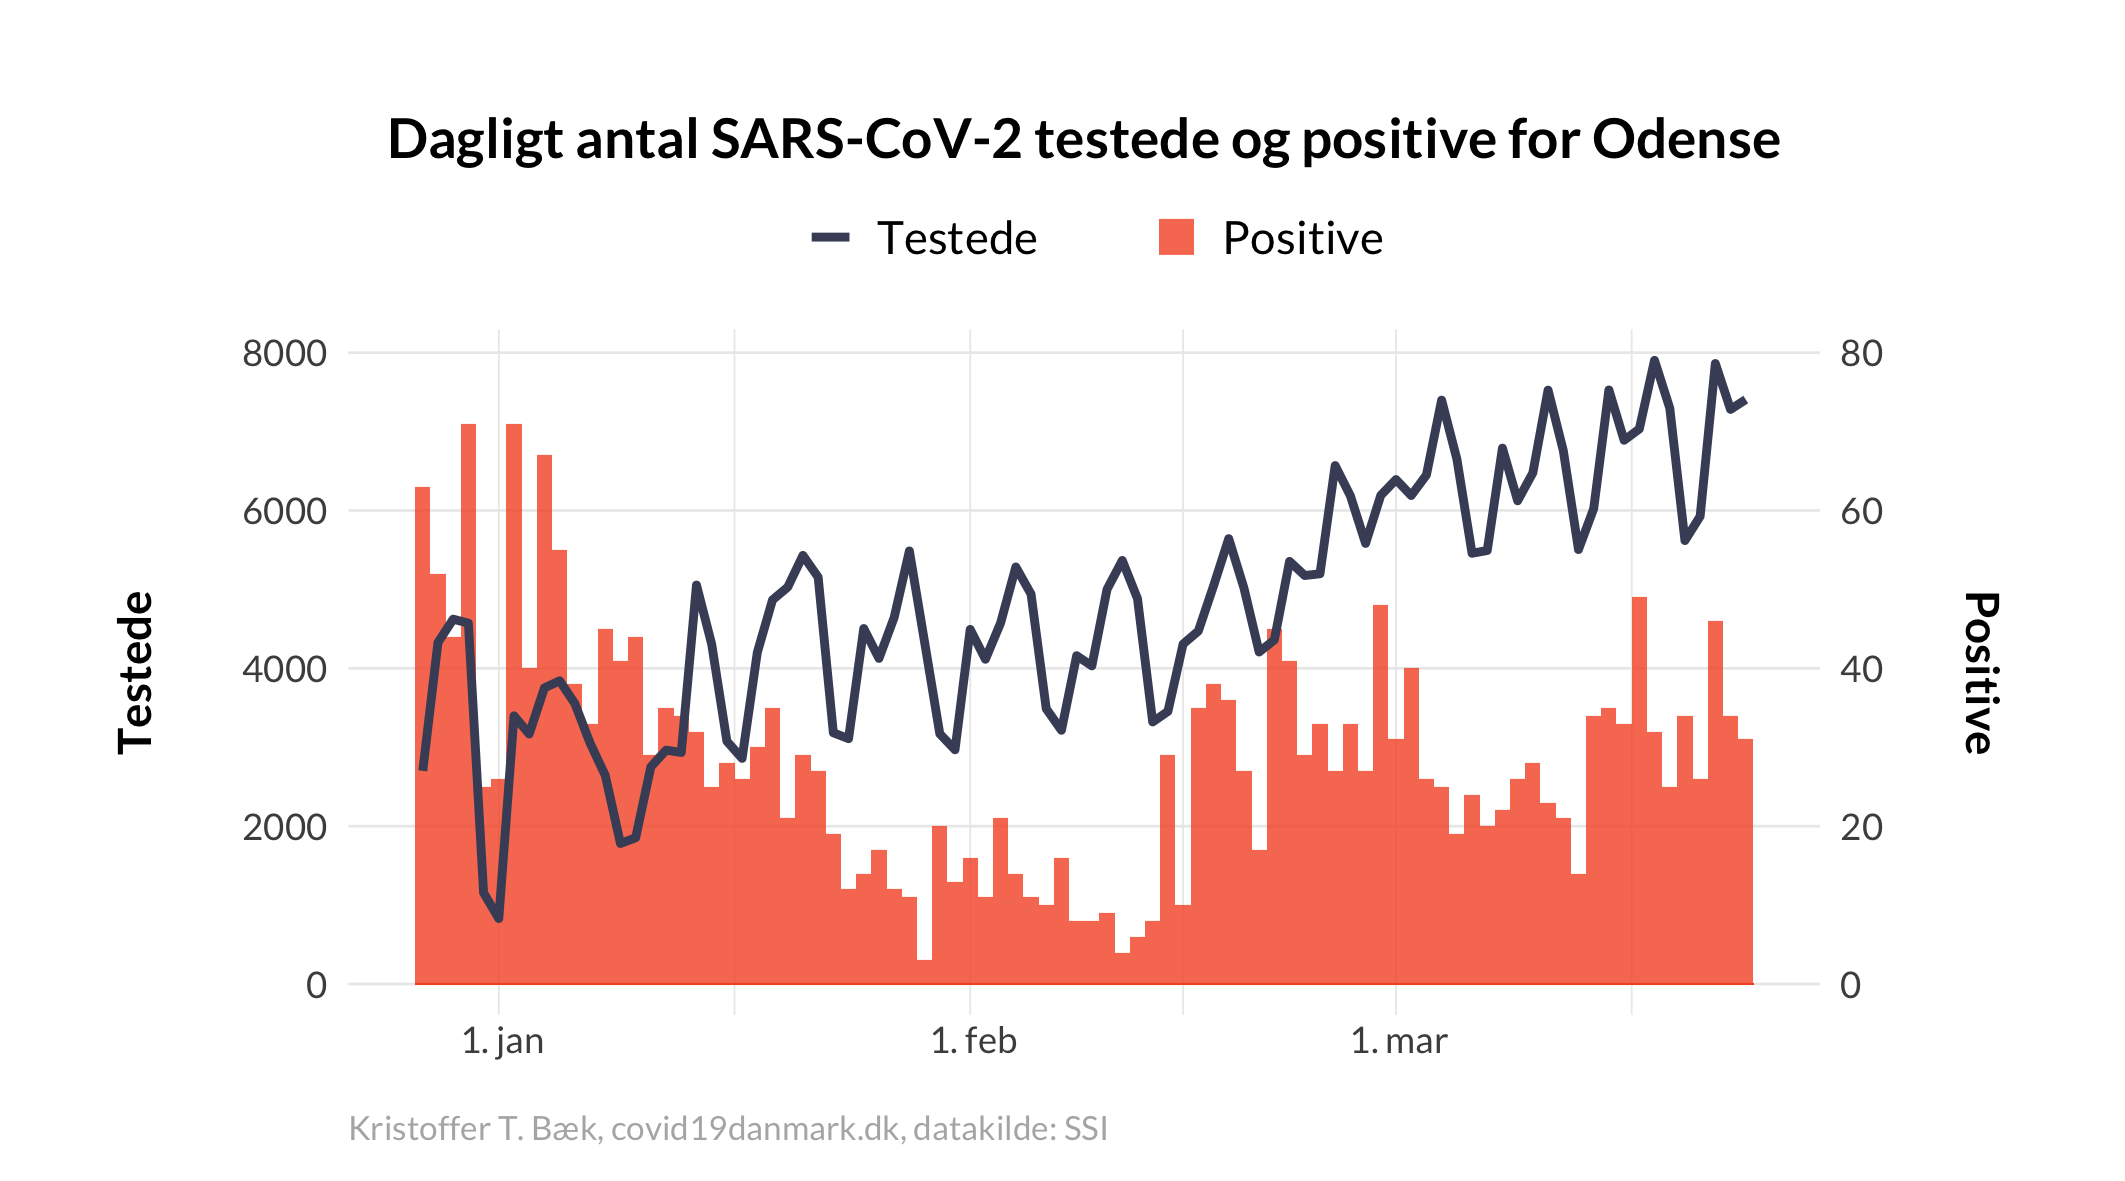 Dagligt antal SARS-CoV-2 testede og positive for Odense
Testede Positive
8000 80
6000 60
4000 40
2000 20
0 0
Testede
Positive
1. jan 1. feb 1. mar
Kristoffer T. Bæk, covid19danmark.dk, datakilde: SSI